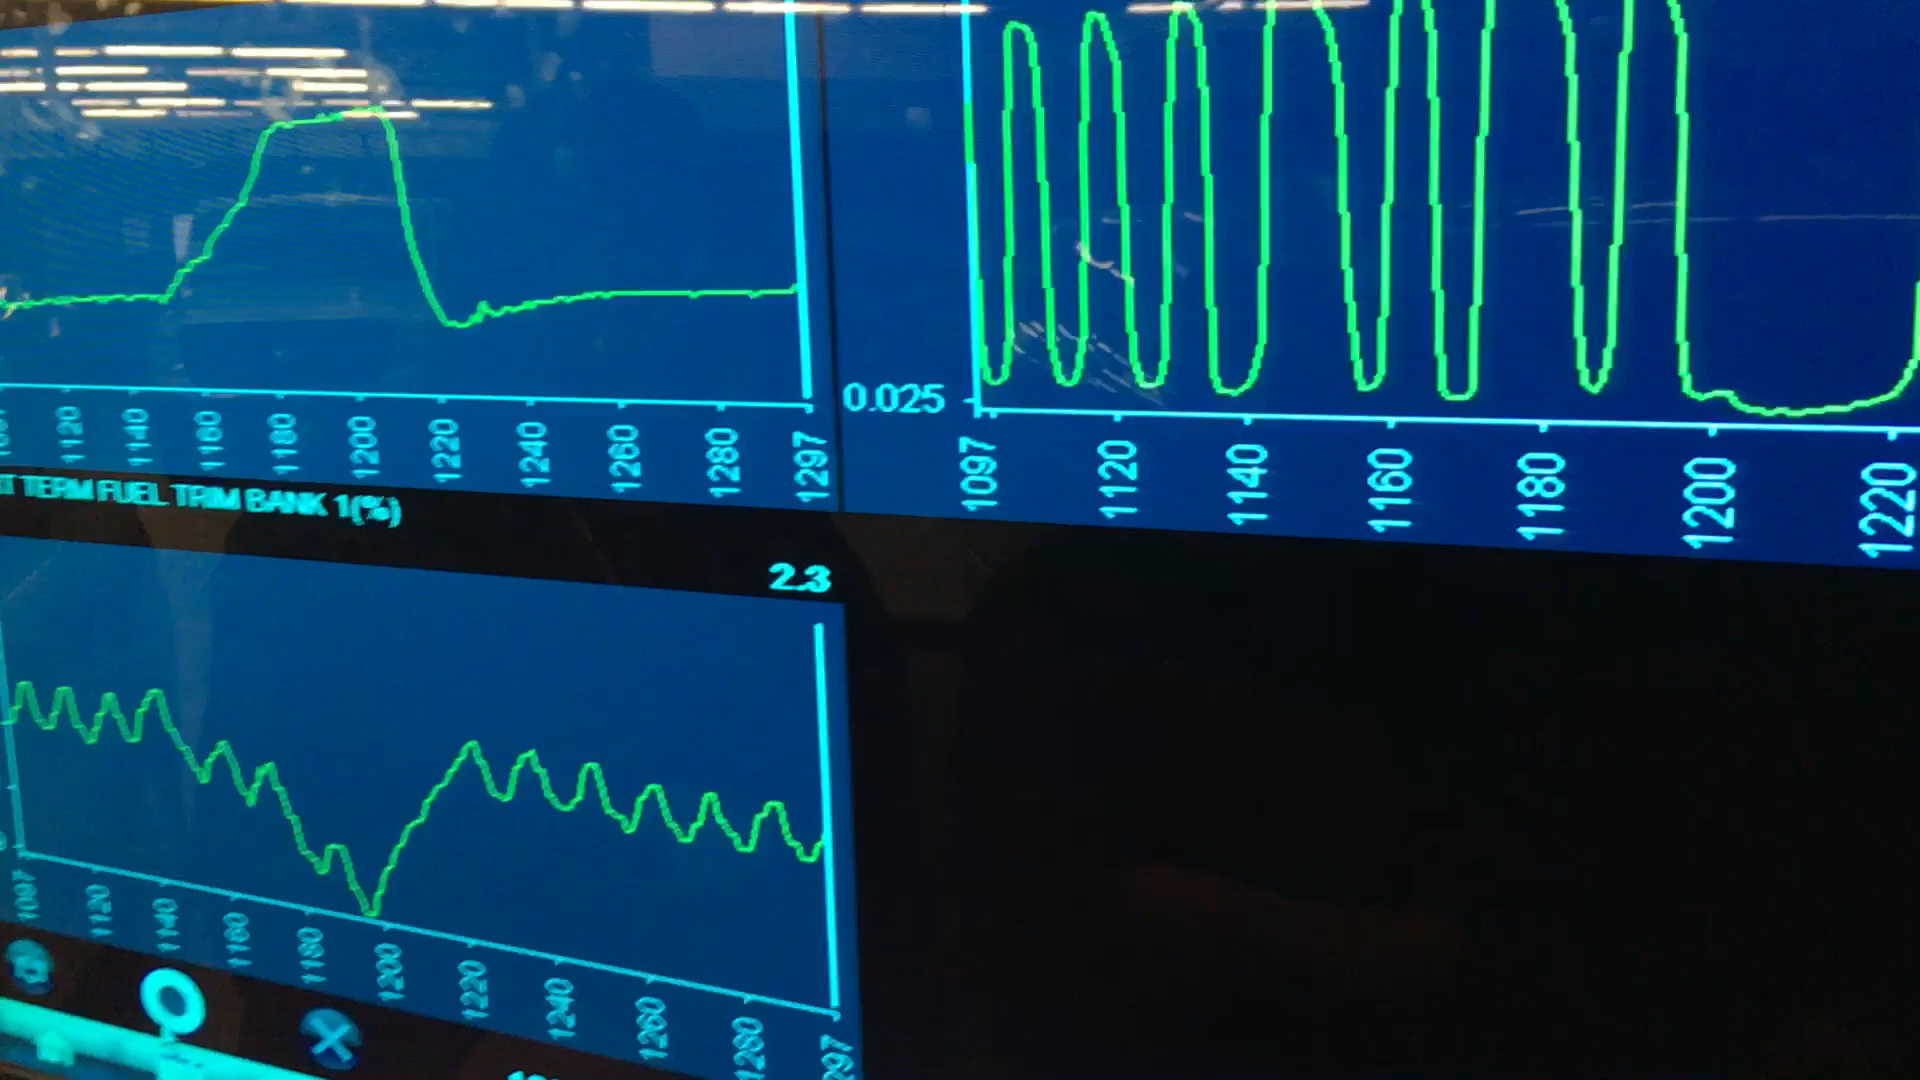 0.025
1120 1140 1160 1180 1200 1220 1240 1260 1280 1297
1097 1120 1140 1160 1180 1200 1220
TERM FUEL TRIM BANK 1(%)
2.3
1097 1120 1140 1160 1180 1200 1220 1240 1260 1280